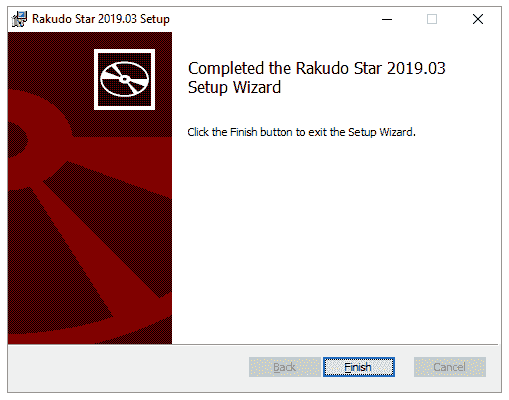 Rakudo Star 2019.03 Setup
Completed the Rakudo Star 2019.03
Setup Wizard
Click the Finish button to exit the Setup Wizard.
Back Finish Cancel